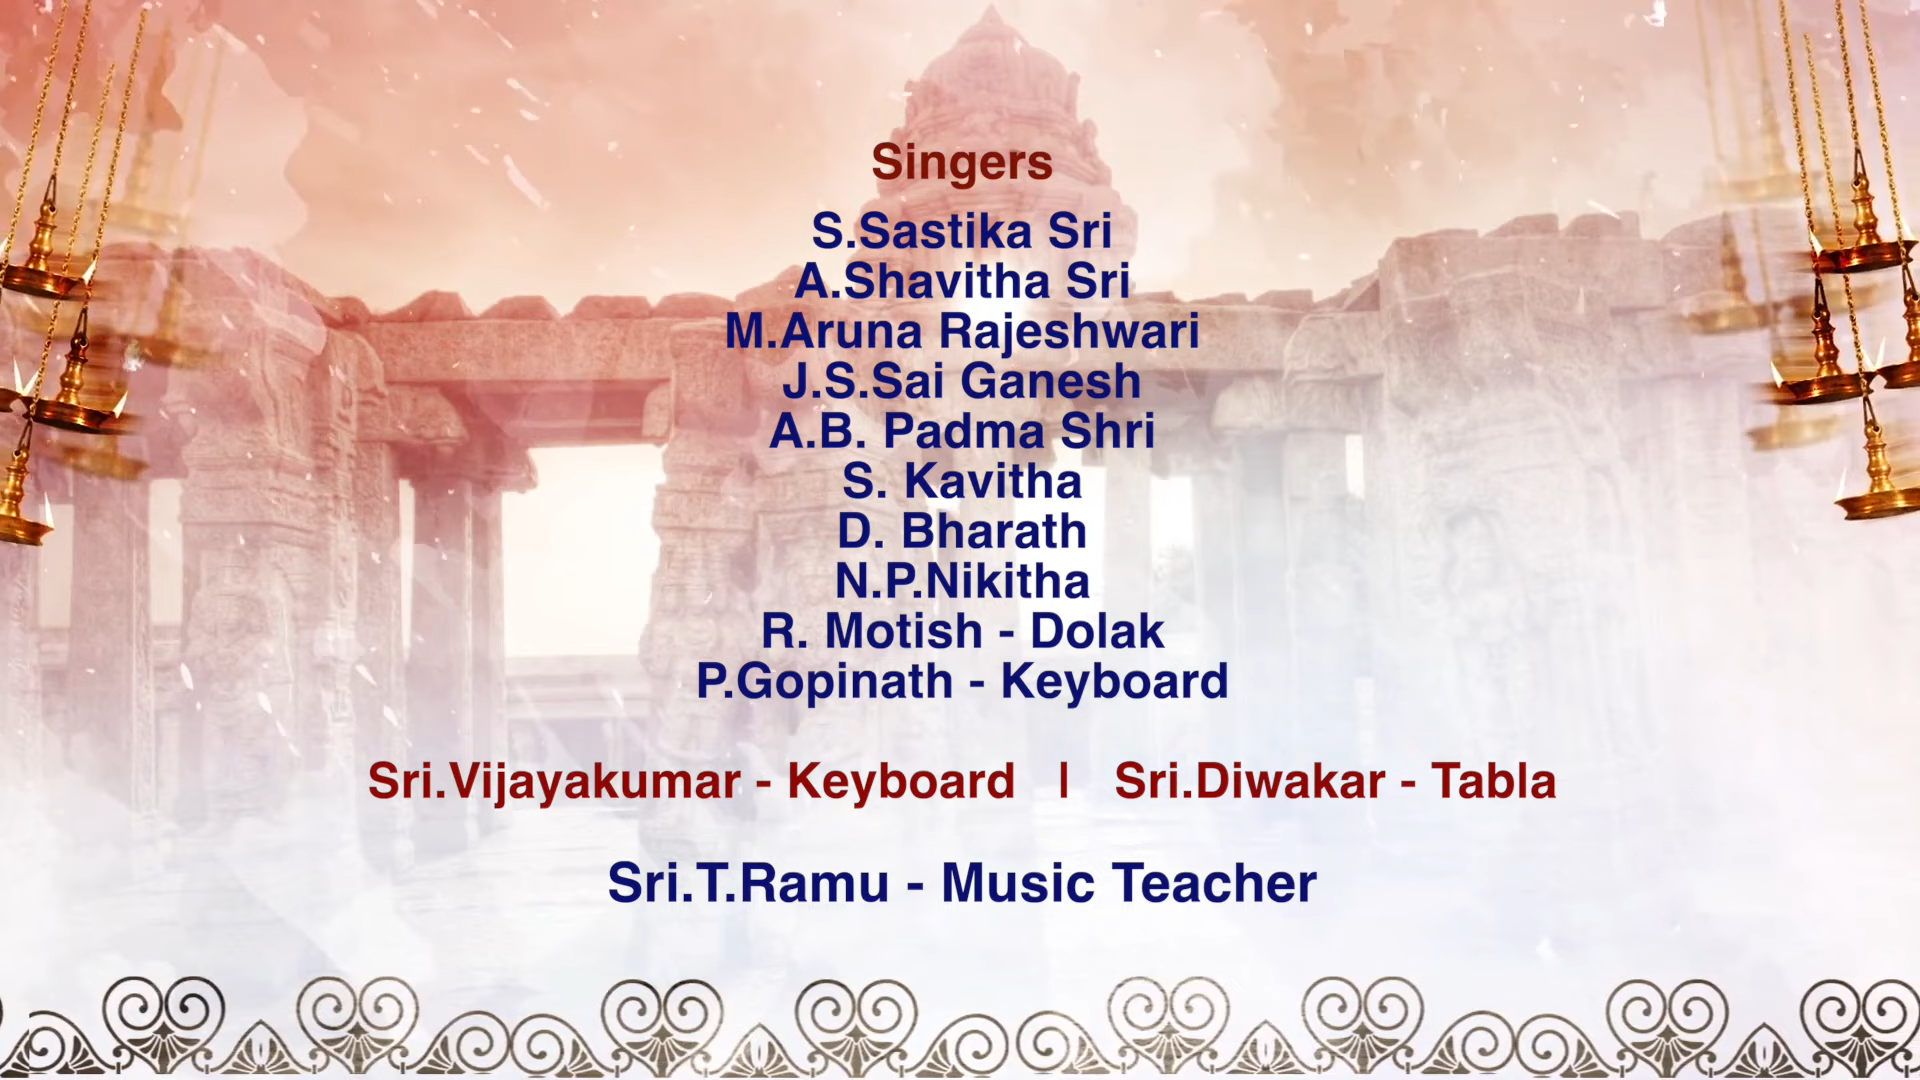 Singers
S.Sastika Sri
A.Shavitha Sri
M.Aruna Rajeshwari
J.S.Sai Ganesh
A.B. Padma Shri
S. Kavitha
D. Bharath
N.P.Nikitha
R. Motish - Dolak
P.Gopinath - Keyboard
Sri.Vijayakumar - Keyboard | Sri.Diwakar - Tabla
Sri.T.Ramu - Music Teacher